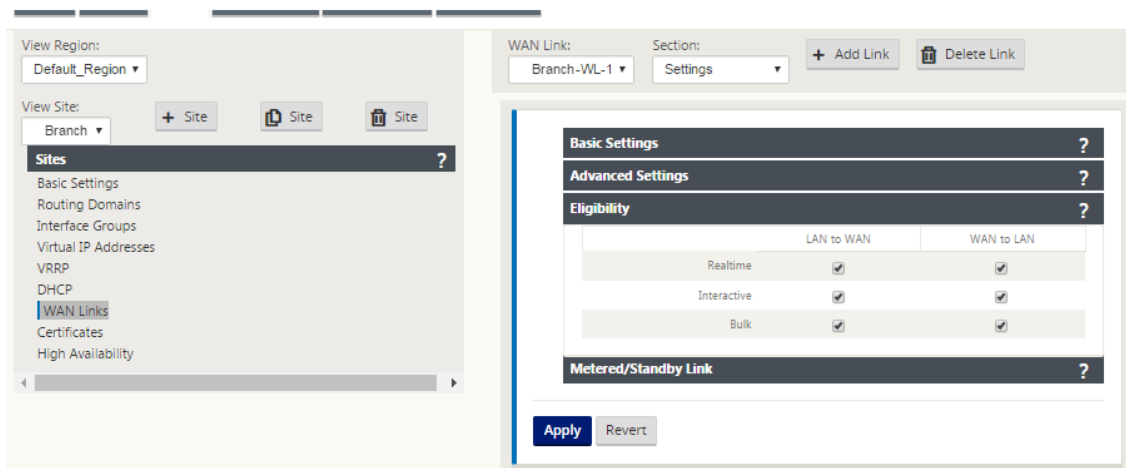 View Region:
Default_Region
View Site:
Branch
+ Site
Site
Site
Sites ?
Basic Settings
Routing Domains
Interface Groups
Virtual IP Addresses
VRRP
DHCP
WAN Links
Certificates
High Availability
WAN Link: Section:
Branch-WL-1 Settings + Add Link Delete Link
Basic Settings ?
Advanced Settings ?
Eligibility ?
LAN to WAN WAN to LAN
Realtime
Interactive
Bulk
Metered/Standby Link ?
Apply Revert